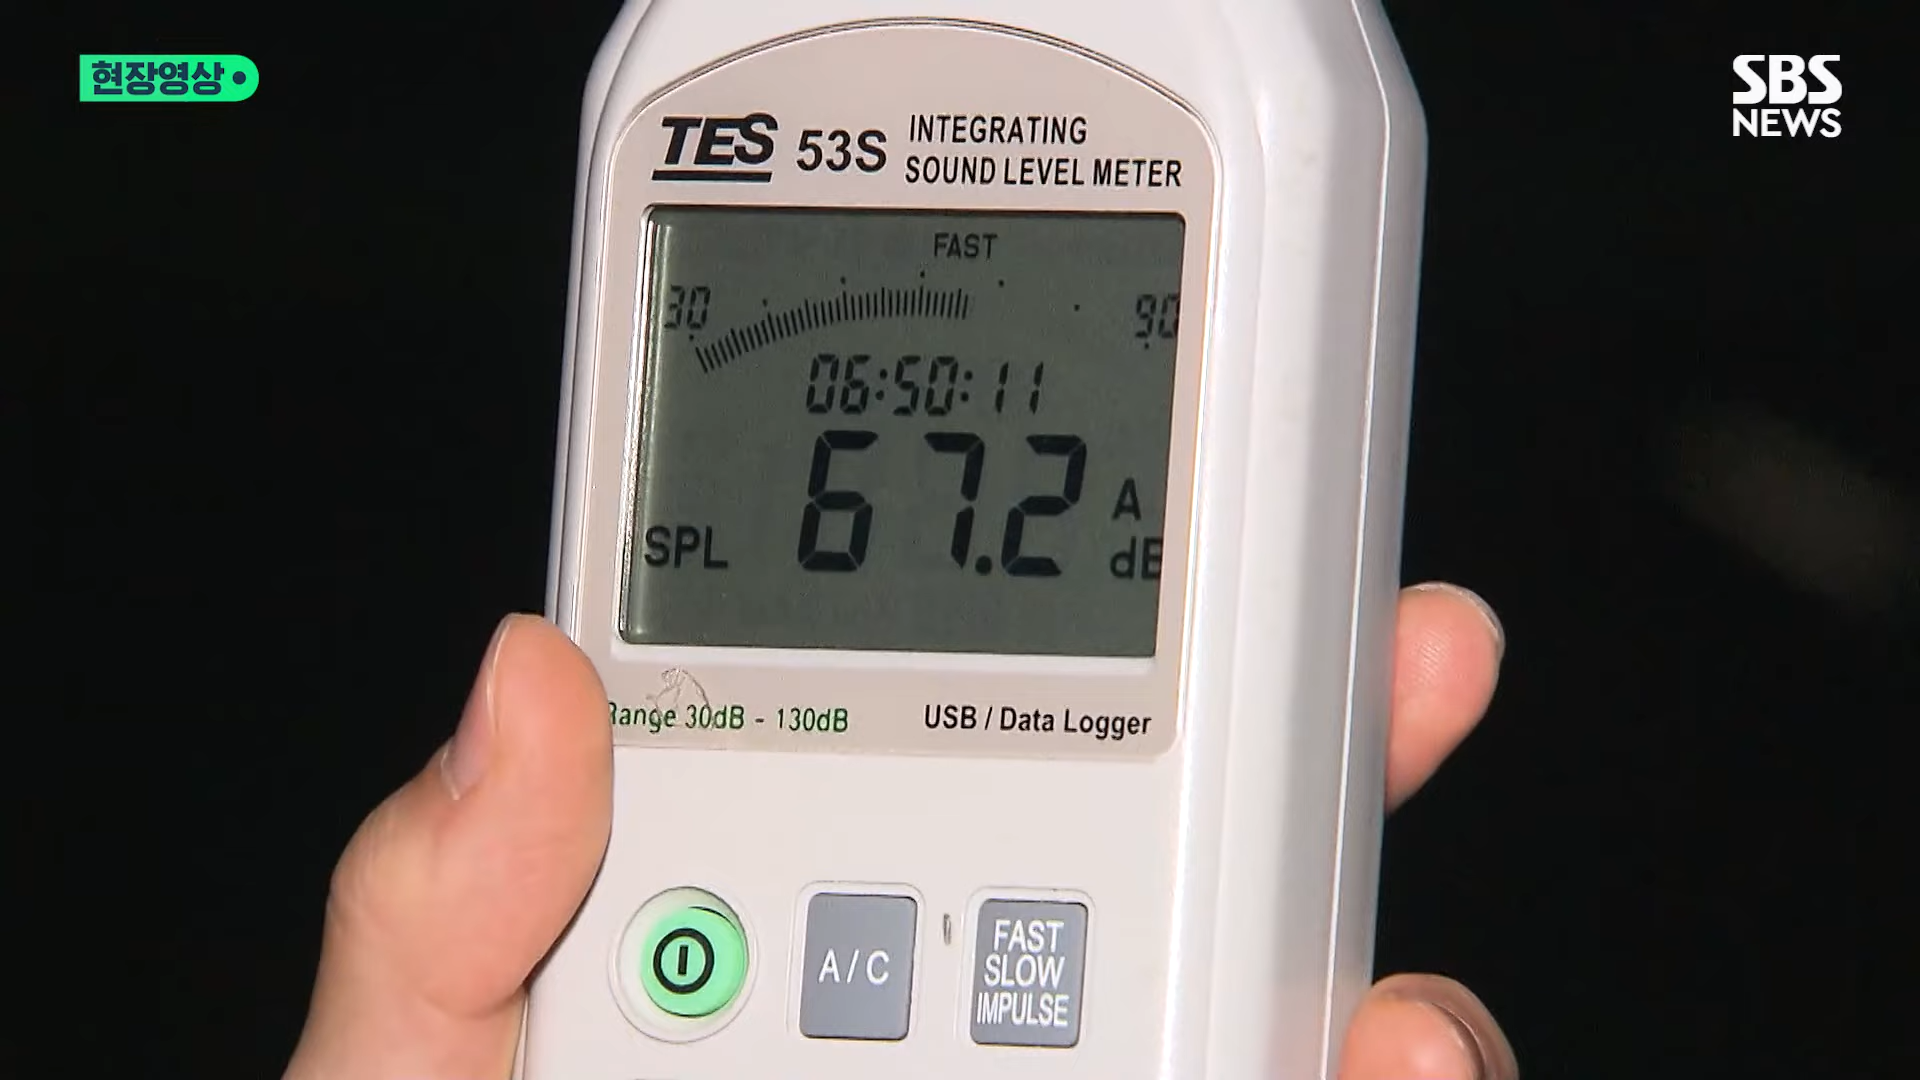 현장영상
SBS
NEWS
TES 53S INTEGRATING
SOUND LEVEL METER
FAST
30 90
06:50:11
SPL 67.2 A
dB
Range 30dB - 130dB USB / Data Logger
A/C
FAST
SLOW
IMPULSE